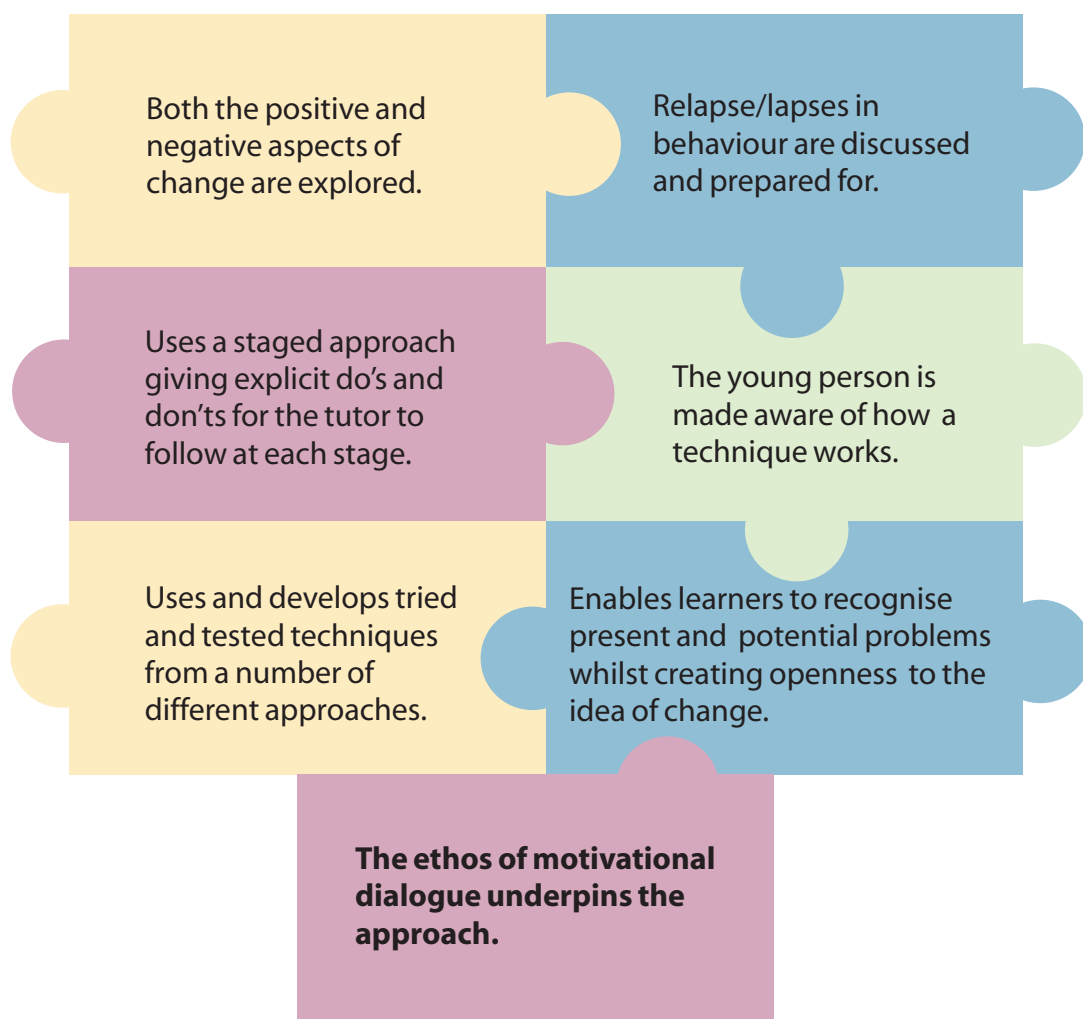 Both the positive and
negative aspects of
change are explored.
Relapse/lapses in
behaviour are discussed
and prepared for.
Uses a staged approach
giving explicit do's and
don'ts for the tutor to
follow at each stage.
The young person is
made aware of how a
technique works.
Uses and develops tried
and tested techniques
from a number of
different approaches.
Enables learners to recognise
present and potential problems
whilst creating openness to the
idea of change.
The ethos of motivational
dialogue underpins the
approach.